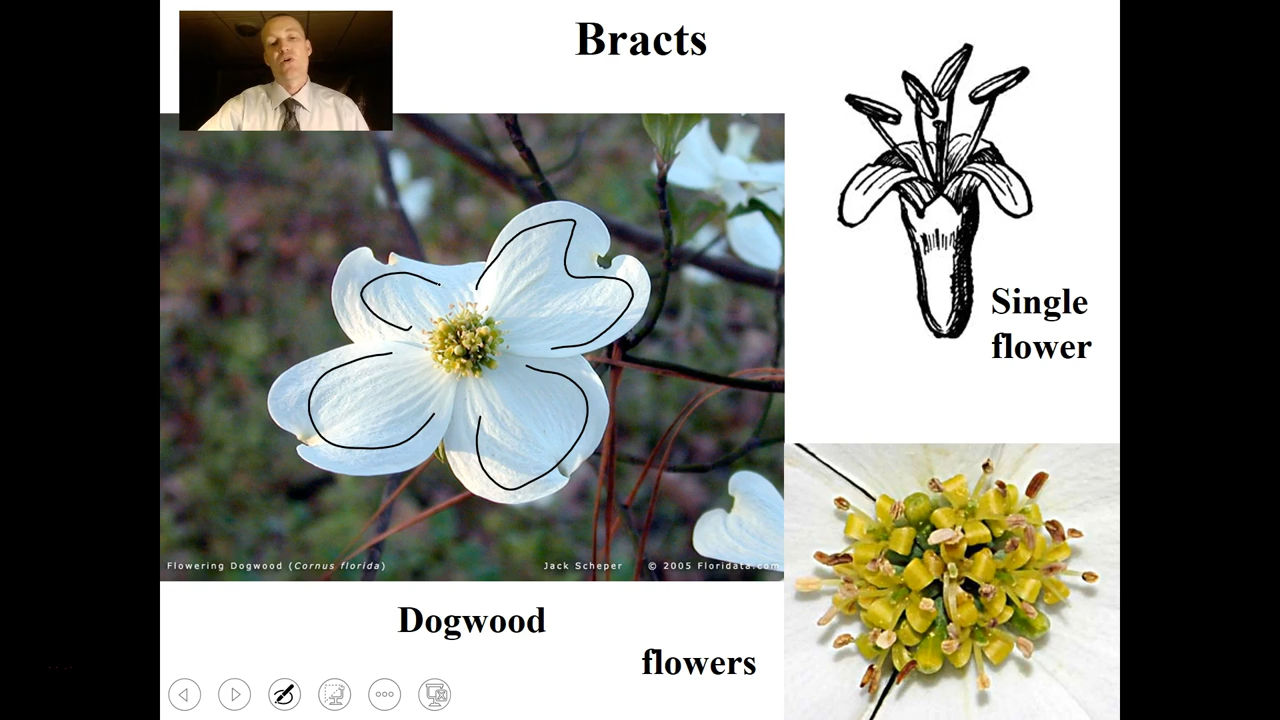 Bracts
Single
flower
Flowering Dogwood (Cornus florida)
Jack Scheper
© 2005 Floridata.com
Dogwood
flowers